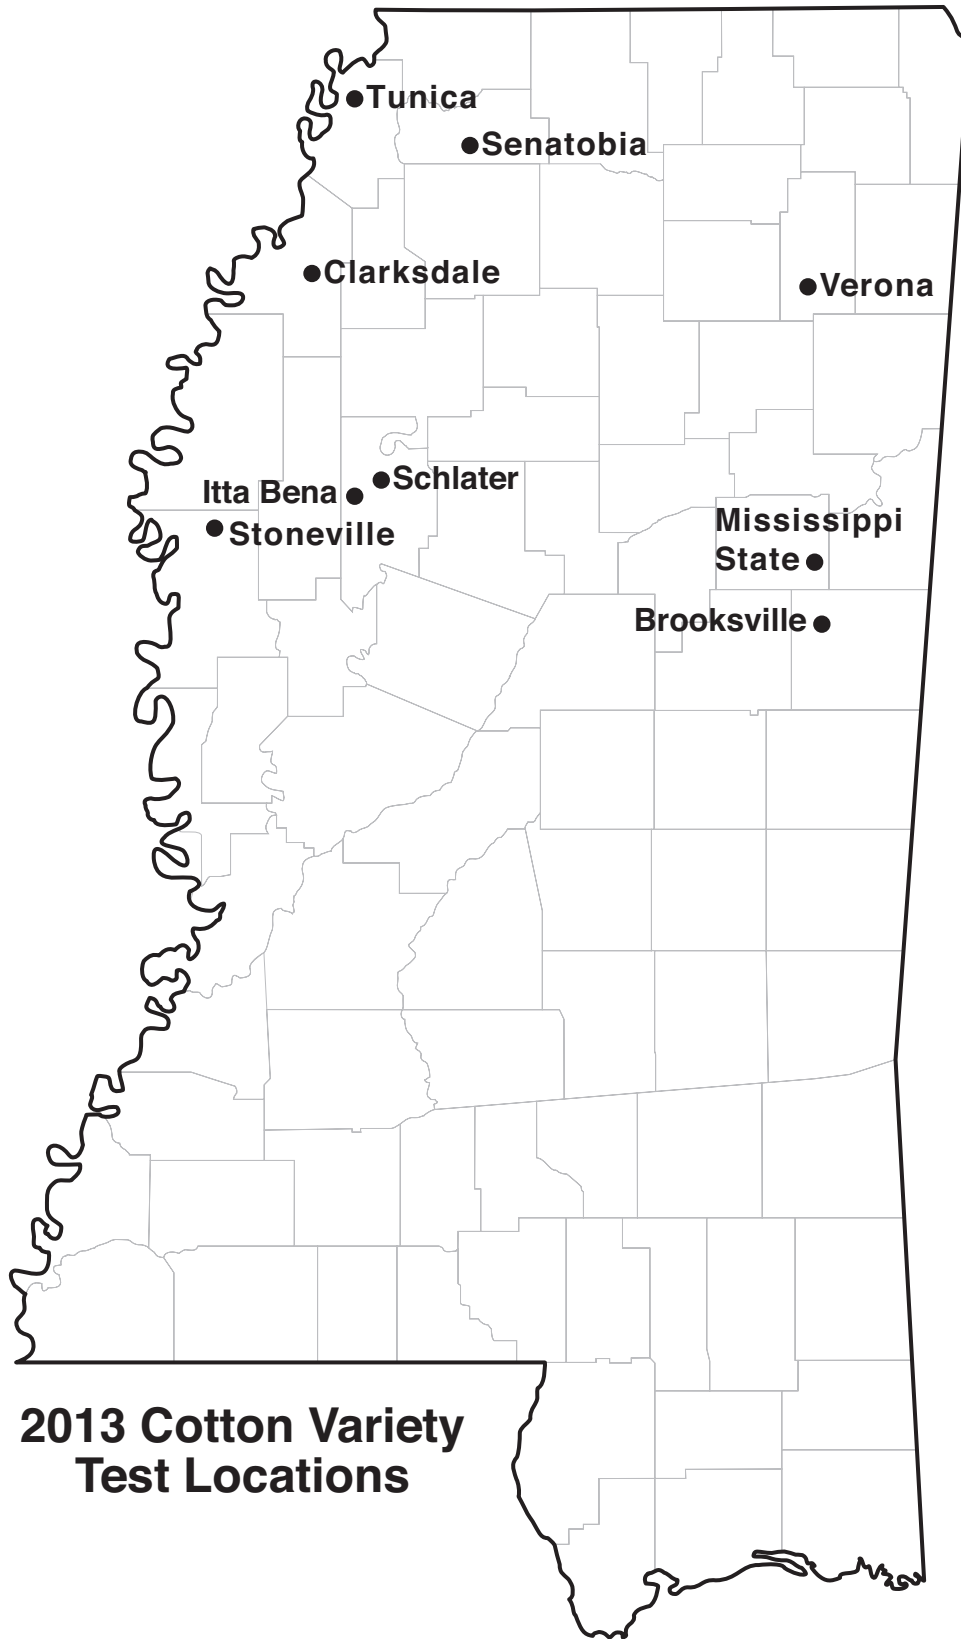 Tunica
Senatobia
Clarksdale
Verona
Schlater
Itta Bena
Stoneville
Mississippi
State
Brooksville
2013 Cotton Variety
Test Locations